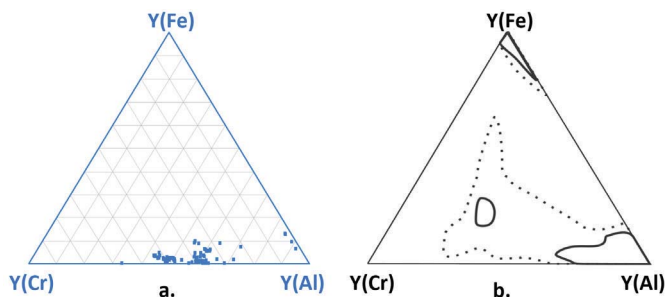 Y(Fe)
Y(Cr)
Y(Al)
a.
Y(Fe)
Y(Cr)
Y(Al)
b.